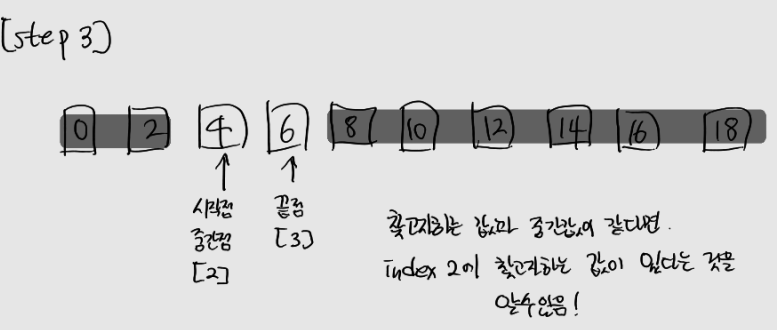 [step 3)
0 2 4 6 8 10 12 14 16 18
시작점 끝점
중간점 [3]
[2]
찾고자하는 값과 중간값이 같다면.
index 2에 찾고자하는 값이 있다는 것을
알수있음!